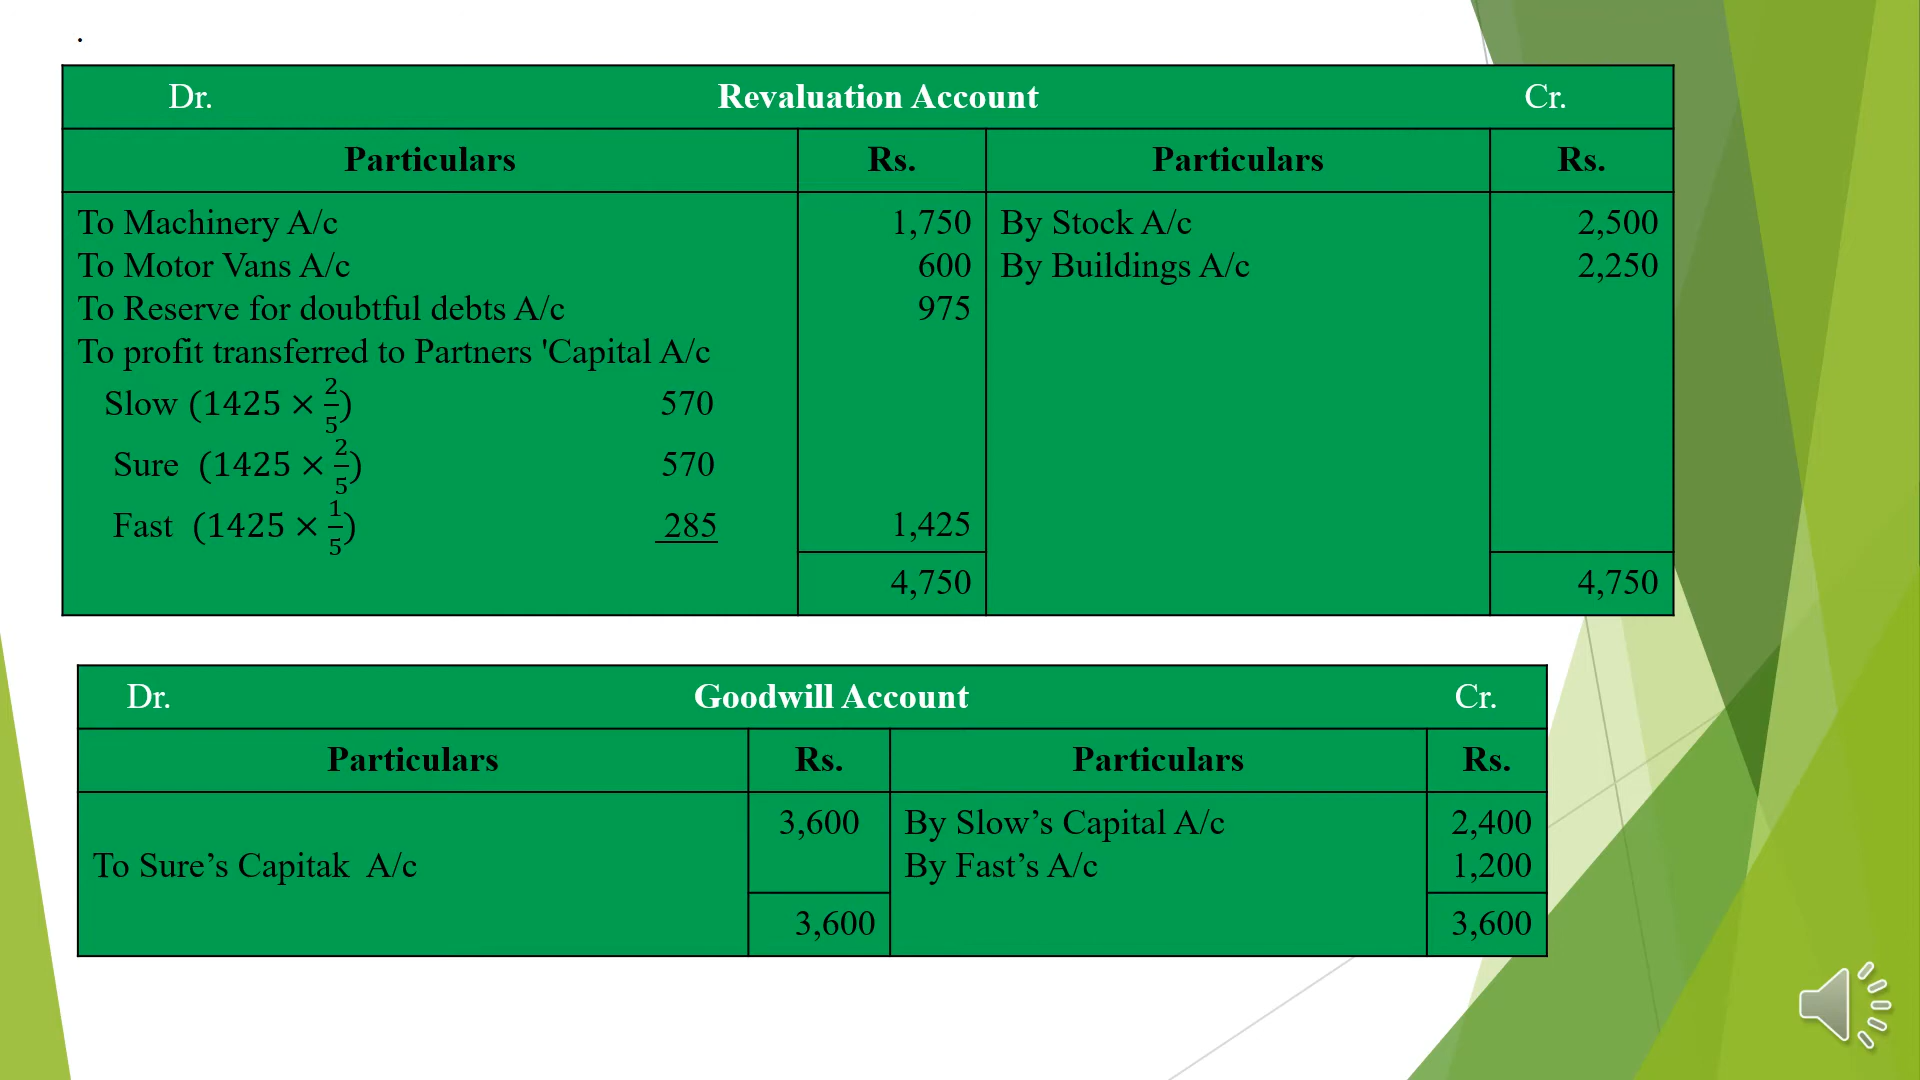 .
Dr. Revaluation Account Cr.
Particulars Rs. Particulars Rs.
To Machinery A/c 1,750 By Stock A/c 2,500
To Motor Vans A/c 600 By Buildings A/c 2,250
To Reserve for doubtful debts A/c 975
To profit transferred to Partners 'Capital A/c
Slow (1425 × 2/5) 570
Sure (1425 × 2/5) 570
Fast (1425 × 1/5) 285 1,425
4,750 4,750
Dr. Goodwill Account Cr.
Particulars Rs. Particulars Rs.
3,600 By Slow’s Capital A/c 2,400
To Sure’s Capitak A/c By Fast’s A/c 1,200
3,600 3,600